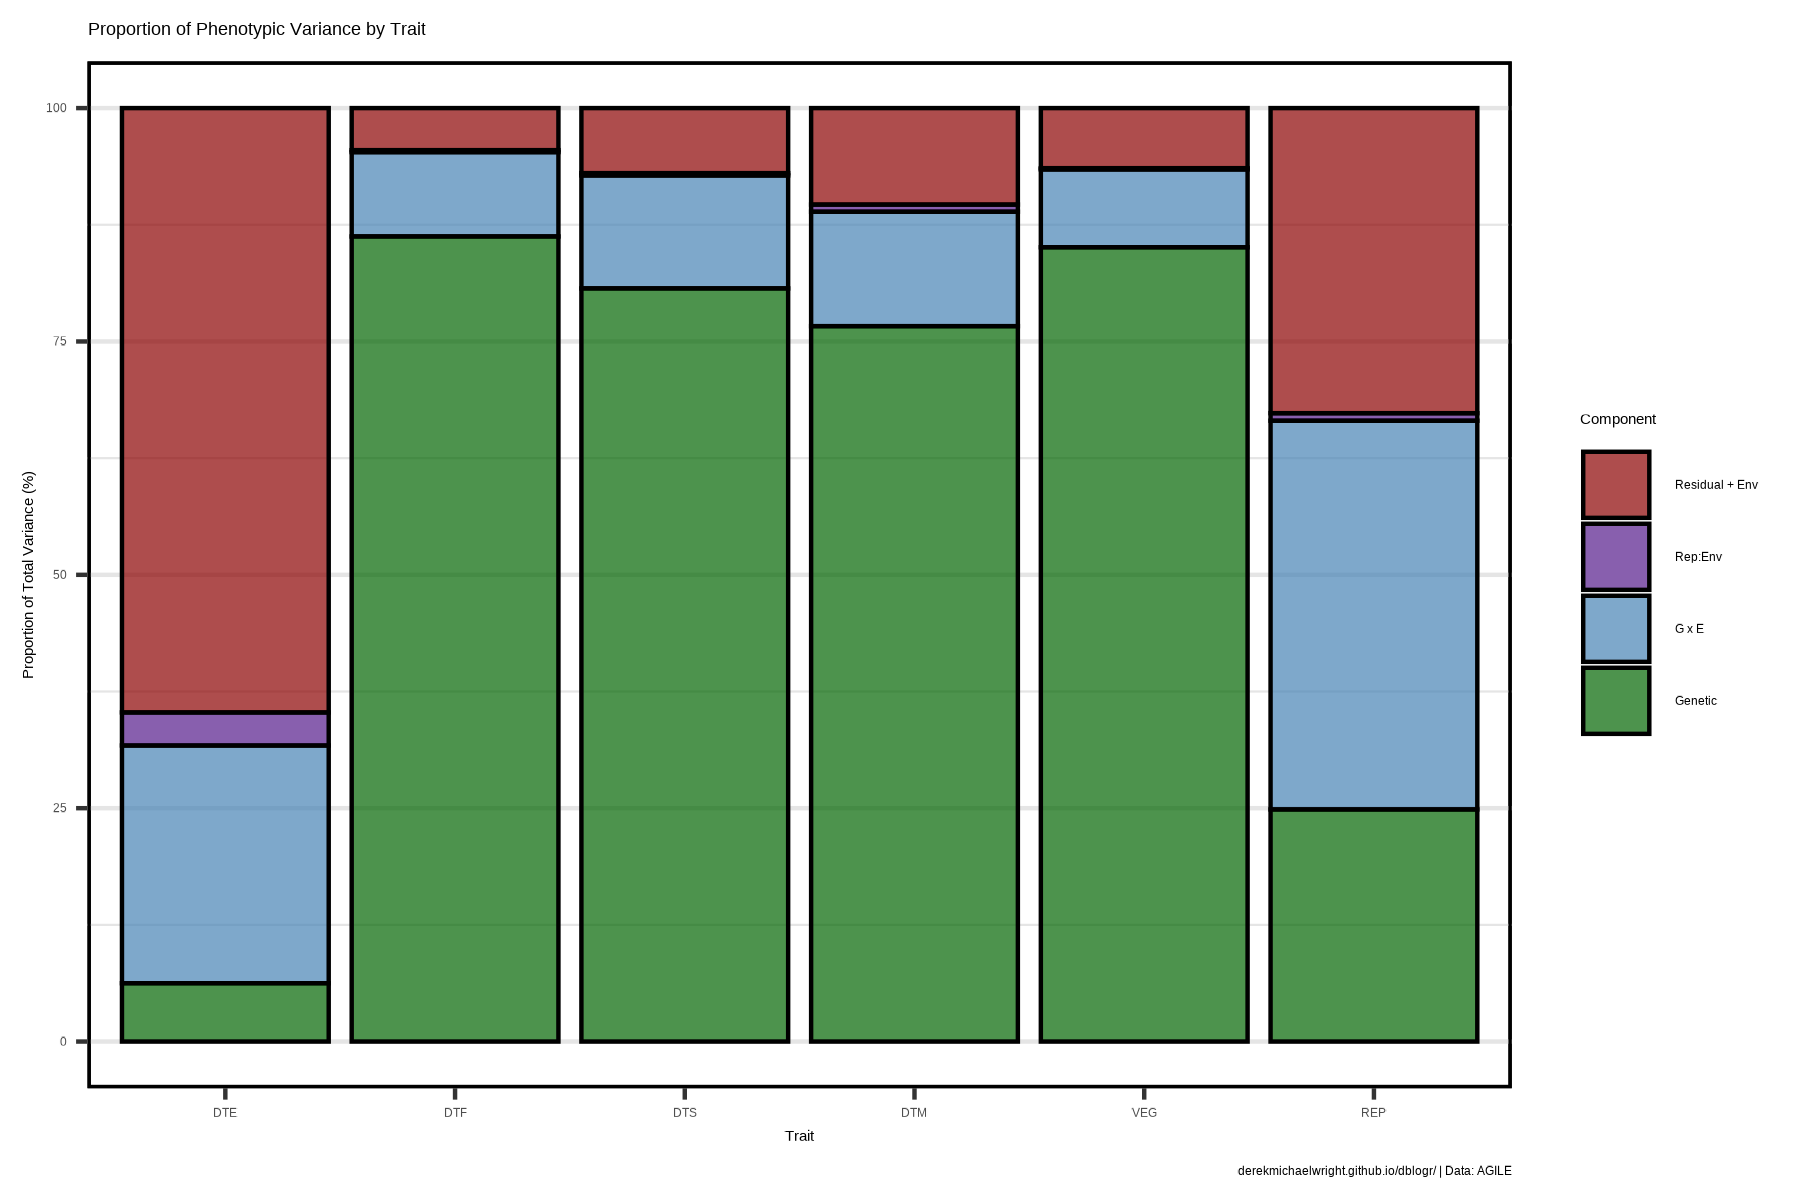 Proportion of Phenotypic Variance by Trait
Proportion of Total Variance (%)
100
75
50
25
0
DTE
DTF
DTS
DTM
VEG
REP
Trait
Component
Residual + Env
Rep:Env
G x E
Genetic
derekmichaelwright.github.io/dblogr/ | Data: AGILE